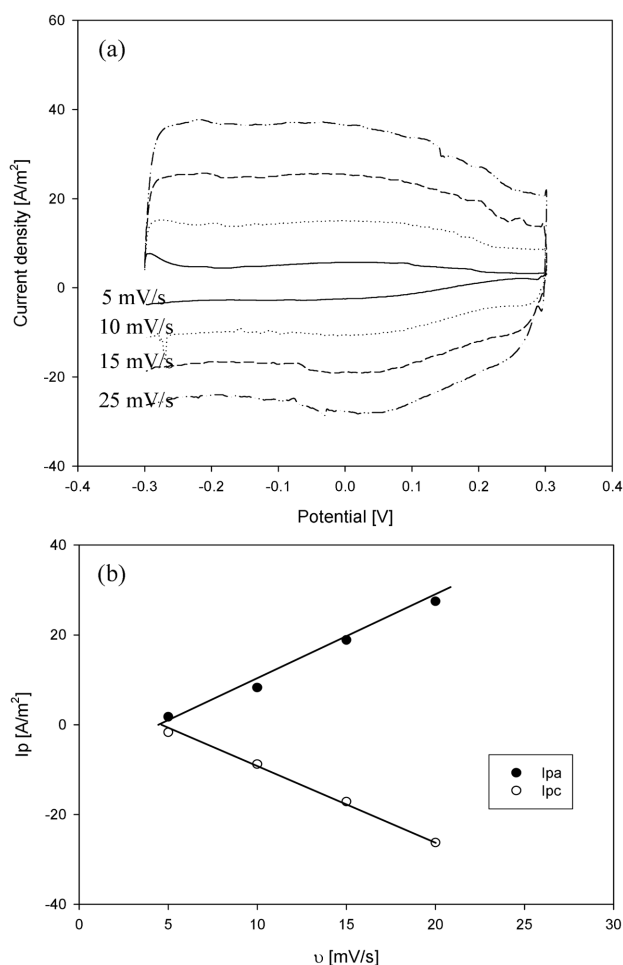 (a)
60
40
20
0
-20
-40
Current density [A/m²]
5 mV/s
10 mV/s
15 mV/s
25 mV/s
-0.4 -0.3 -0.2 -0.1 0.0 0.1 0.2 0.3 0.4
Potential [V]
(b)
40
20
0
-20
-40
Ip [A/m²]
Ipa
Ipc
0 5 10 15 20 25 30
υ [mV/s]